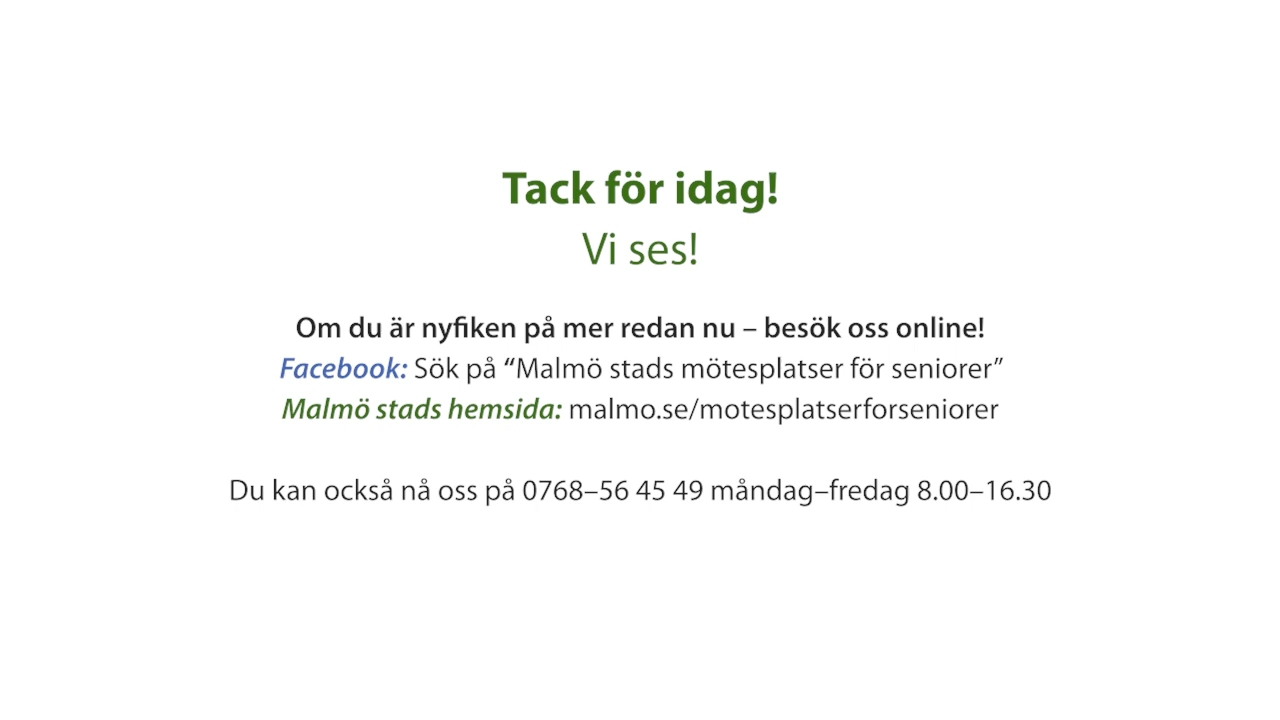 Tack för idag!
Vi ses!
Om du är nyfiken på mer redan nu – besök oss online!
Facebook: Sök på “Malmö stads mötesplatser för seniorer”
Malmö stads hemsida: malmo.se/motesplatserforseniorer
Du kan också nå oss på 0768–56 45 49 måndag–fredag 8.00–16.30